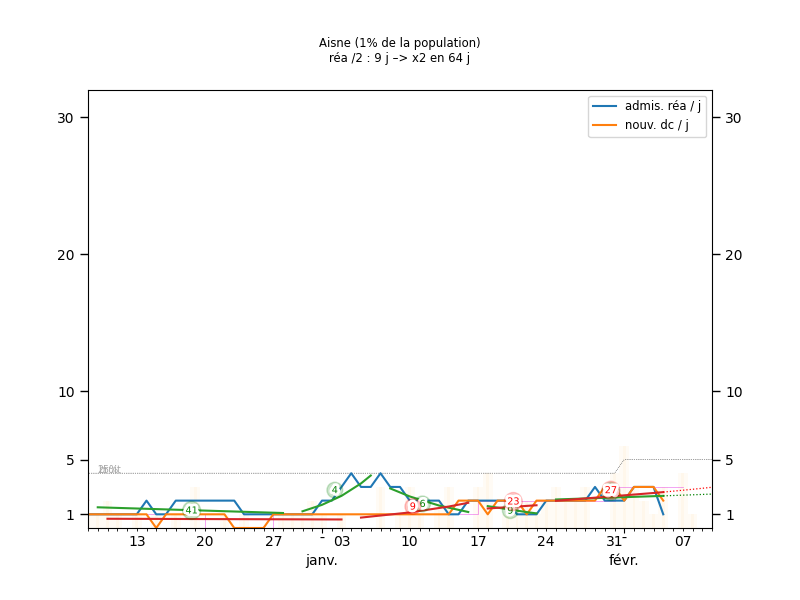 Aisne (1% de la population)
réa /2 : 9 j –> x2 en 64 j
admis. réa / j
nouv. dc / j
30 30
20 20
10 10
5 5
1 1
4 41 9 6 23 9 27
13 20 27 - 03 10 17 24 31 - 07
janv. févr.